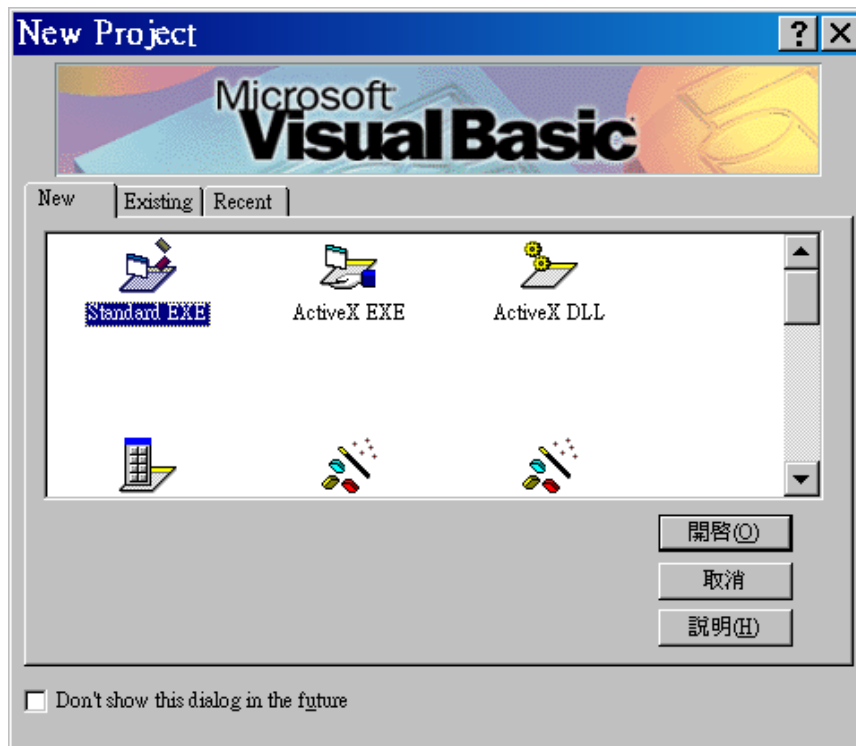 New Project
Microsoft
Visual Basic
New
Existing
Recent
Standard EXE
ActiveX EXE
ActiveX DLL
開啓(O)
取消
說明(H)
Don't show this dialog in the future